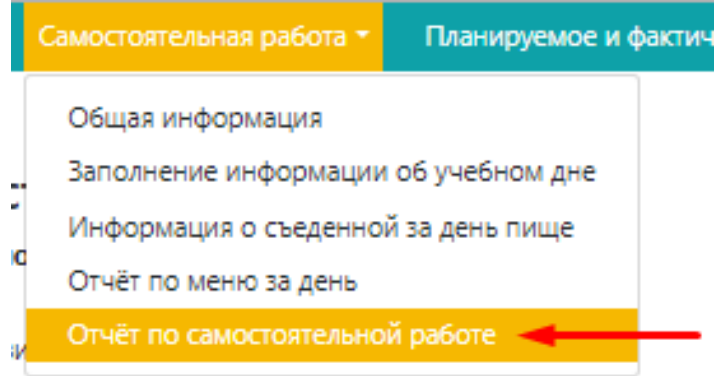 Самостоятельная работа Планируемое и
Общая информация
Заполнение информации об учебном дне
Информация о съеденной за день пище
Отчёт по меню за день
Отчёт по самостоятельной работе